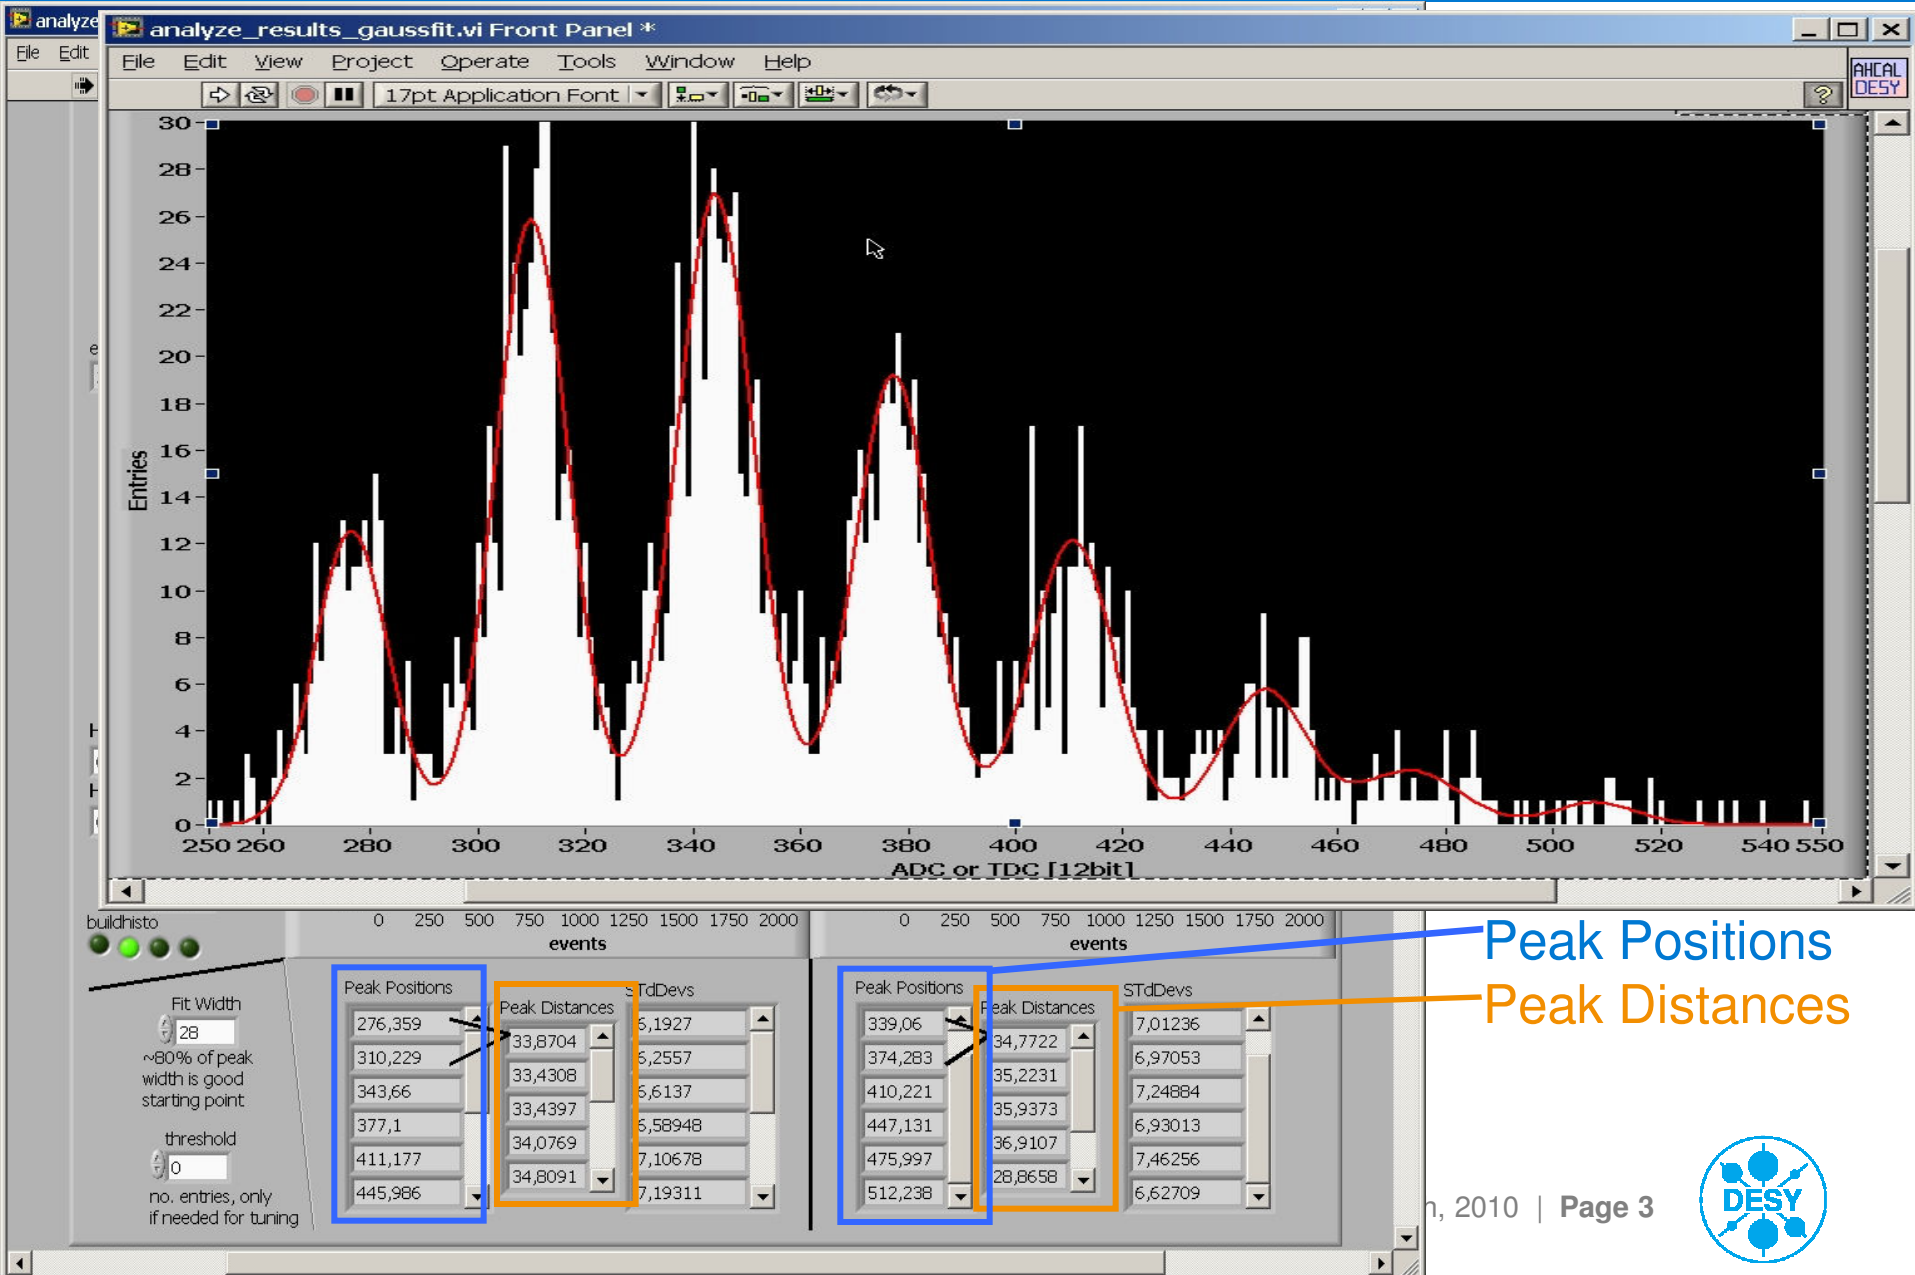 analyze
analyze_results_gaussfit.vi Front Panel *
File Edit
File Edit View Project Operate Tools Window Help
17pt Application Font
?
AHCAL
DESY
30
28
26
24
22
20
18
16
14
12
10
8
6
4
2
0
Entries
250 260 280 300 320 340 360 380 400 420 440 460 480 500 520 540 550
ADC or TDC [12bit]
buildhisto
0 250 500 750 1000 1250 1500 1750 2000
events
0 250 500 750 1000 1250 1500 1750 2000
events
Peak Positions
Peak Distances
Fit Width
28
~80% of peak
width is good
starting point
threshold
0
no. entries, only
if needed for tuning
Peak Positions
276,359
310,229
343,66
377,1
411,177
445,986
Peak Distances
33,8704
33,4308
33,4397
34,0769
34,8091
STdDevs
6,1927
6,2557
6,6137
6,58948
7,10678
7,19311
Peak Positions
339,06
374,283
410,221
447,131
475,997
512,238
Peak Distances
34,7722
35,2231
35,9373
36,9107
28,8658
STdDevs
7,01236
6,97053
7,24884
6,93013
7,46256
6,62709
, 2010 | Page 3
DESY